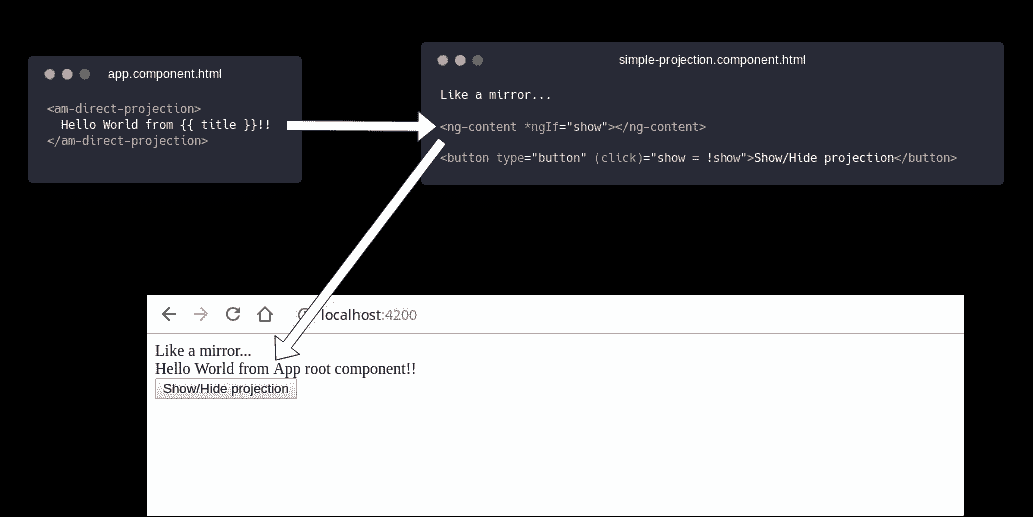 app.component.html
<am-direct-projection>
Hello World from {{ title }}!!
</am-direct-projection>
simple-projection.component.html
Like a mirror...
<ng-content *ngIf="show"></ng-content>
<button type="button" (click)="show = !show">Show/Hide projection</button>
localhost:4200
Like a mirror...
Hello World from App root component!!
Show/Hide projection